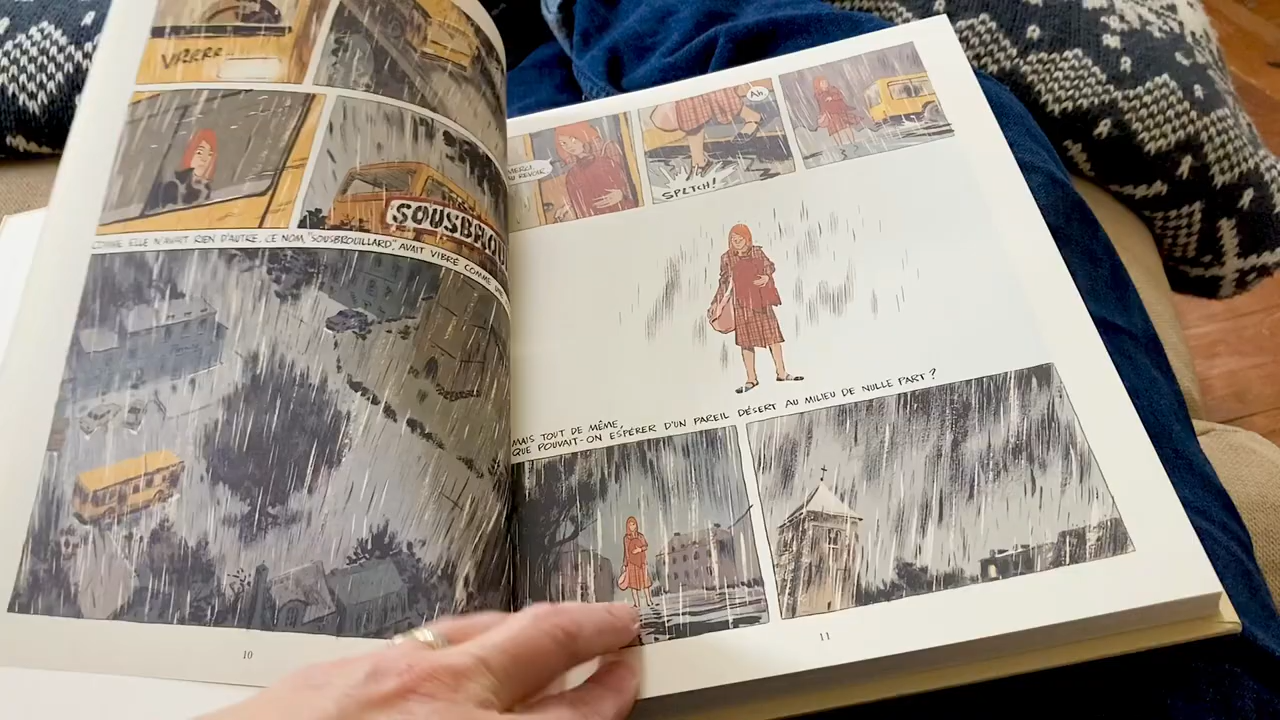 VRRRR...
SOUSBROU
COMME ELLE N'AVAIT RIEN D'AUTRE, CE NOM, "SOUSBROUILLARD", AVAIT VIBRÉ COMME
10
MERCI
AU REVOIR.
Ah
SPLTCH!
MAIS TOUT DE MÊME,
QUE POUVAIT-ON ESPÉRER D'UN PAREIL DÉSERT AU MILIEU DE NULLE PART ?
11